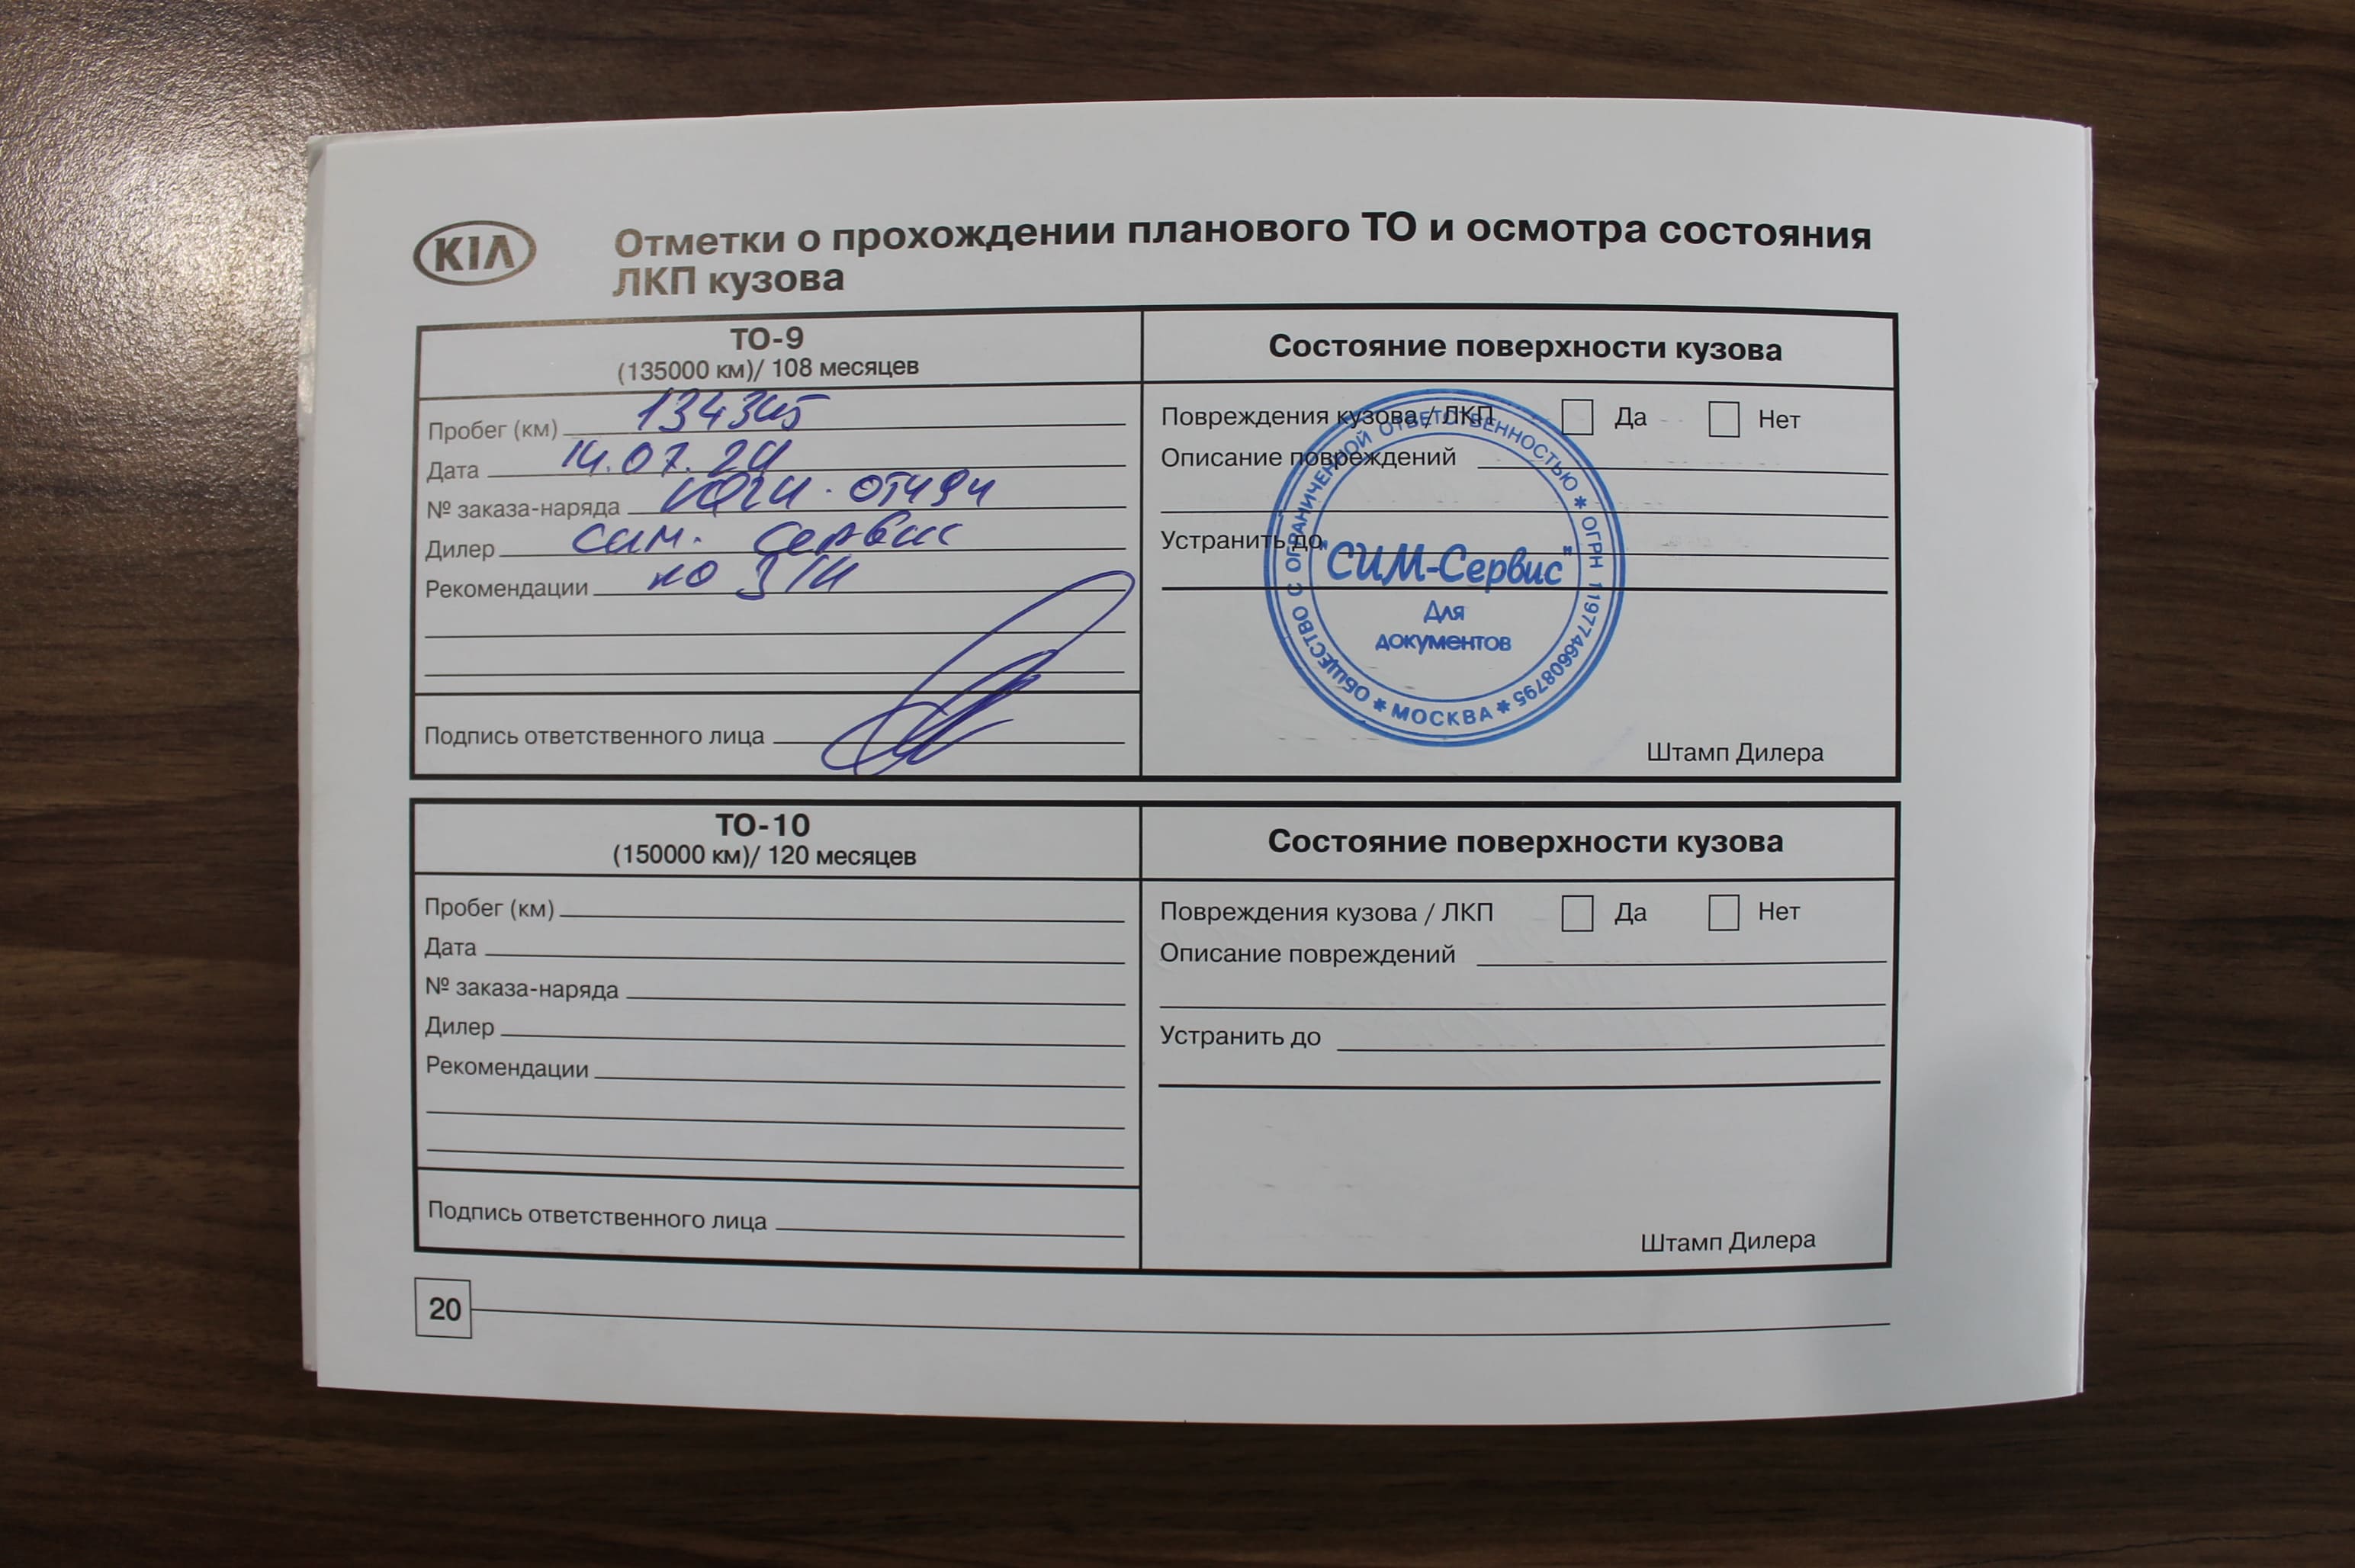 KIA
Отметки о прохождении планового ТО и осмотра состояния
ЛКП кузова
ТО-9
(135000 км)/ 108 месяцев
Пробег (км) 134345
Дата 14.07.24
№ заказа-наряда
Дилер Сим. Сервис
Рекомендации по З/Н
Подпись ответственного лица
Состояние поверхности кузова
Повреждения кузова / ЛКП Да Нет
Описание повреждений
Устранить до
ОБЩЕСТВО С ОГРАНИЧЕННОЙ ОТВЕТСТВЕННОСТЬЮ * ОГРН 1197746608795 * МОСКВА *
"СИМ-Сервис"
Для
документов
Штамп Дилера
ТО-10
(150000 км)/ 120 месяцев
Пробег (км)
Дата
№ заказа-наряда
Дилер
Рекомендации
Подпись ответственного лица
Состояние поверхности кузова
Повреждения кузова / ЛКП Да Нет
Описание повреждений
Устранить до
Штамп Дилера
20